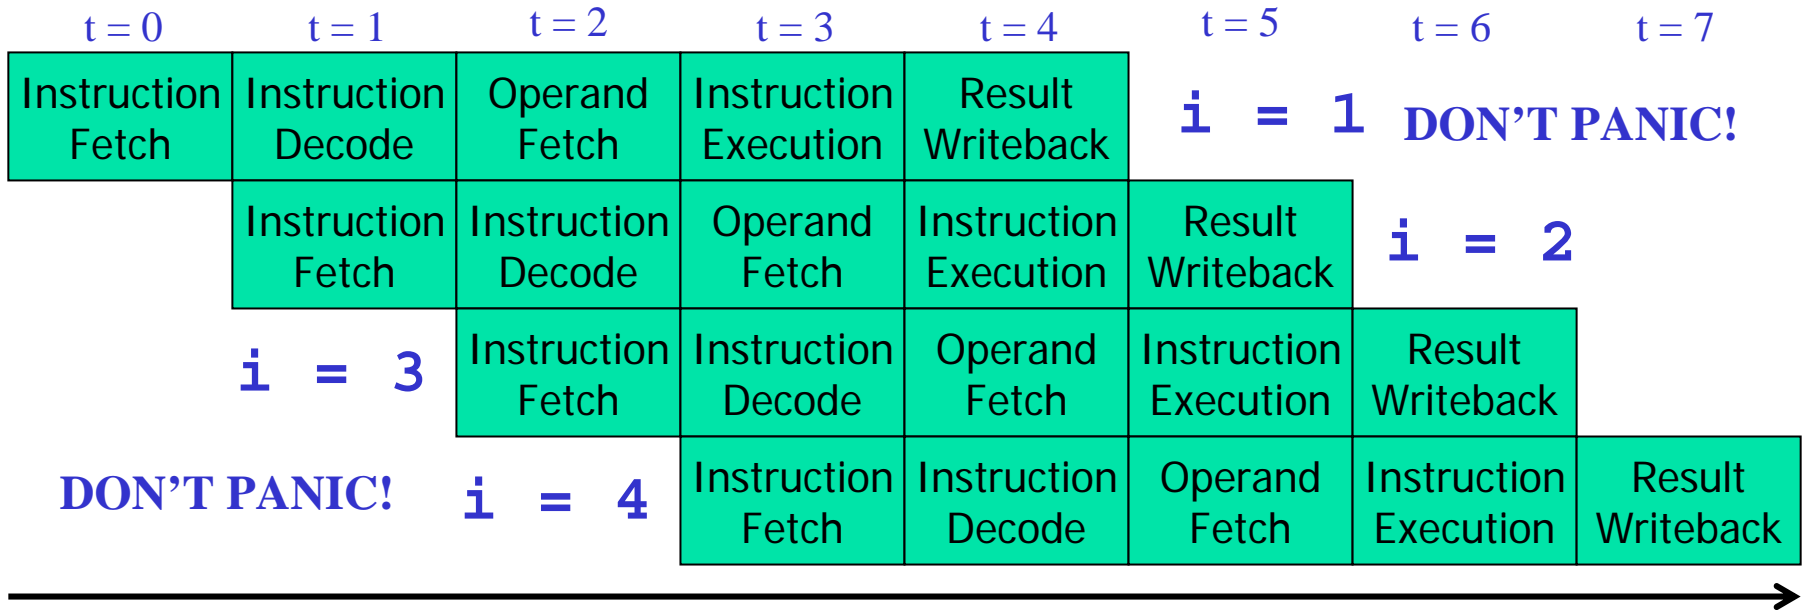 t = 0 t = 1 t = 2 t = 3 t = 4 t = 5 t = 6 t = 7
Instruction Instruction Operand Instruction Result
Fetch Decode Fetch Execution Writeback
i = 1 DON'T PANIC!
Instruction Instruction Operand Instruction Result
Fetch Decode Fetch Execution Writeback
i = 2
i = 3
Instruction Instruction Operand Instruction Result
Fetch Decode Fetch Execution Writeback
DON'T PANIC! i = 4
Instruction Instruction Operand Instruction Result
Fetch Decode Fetch Execution Writeback